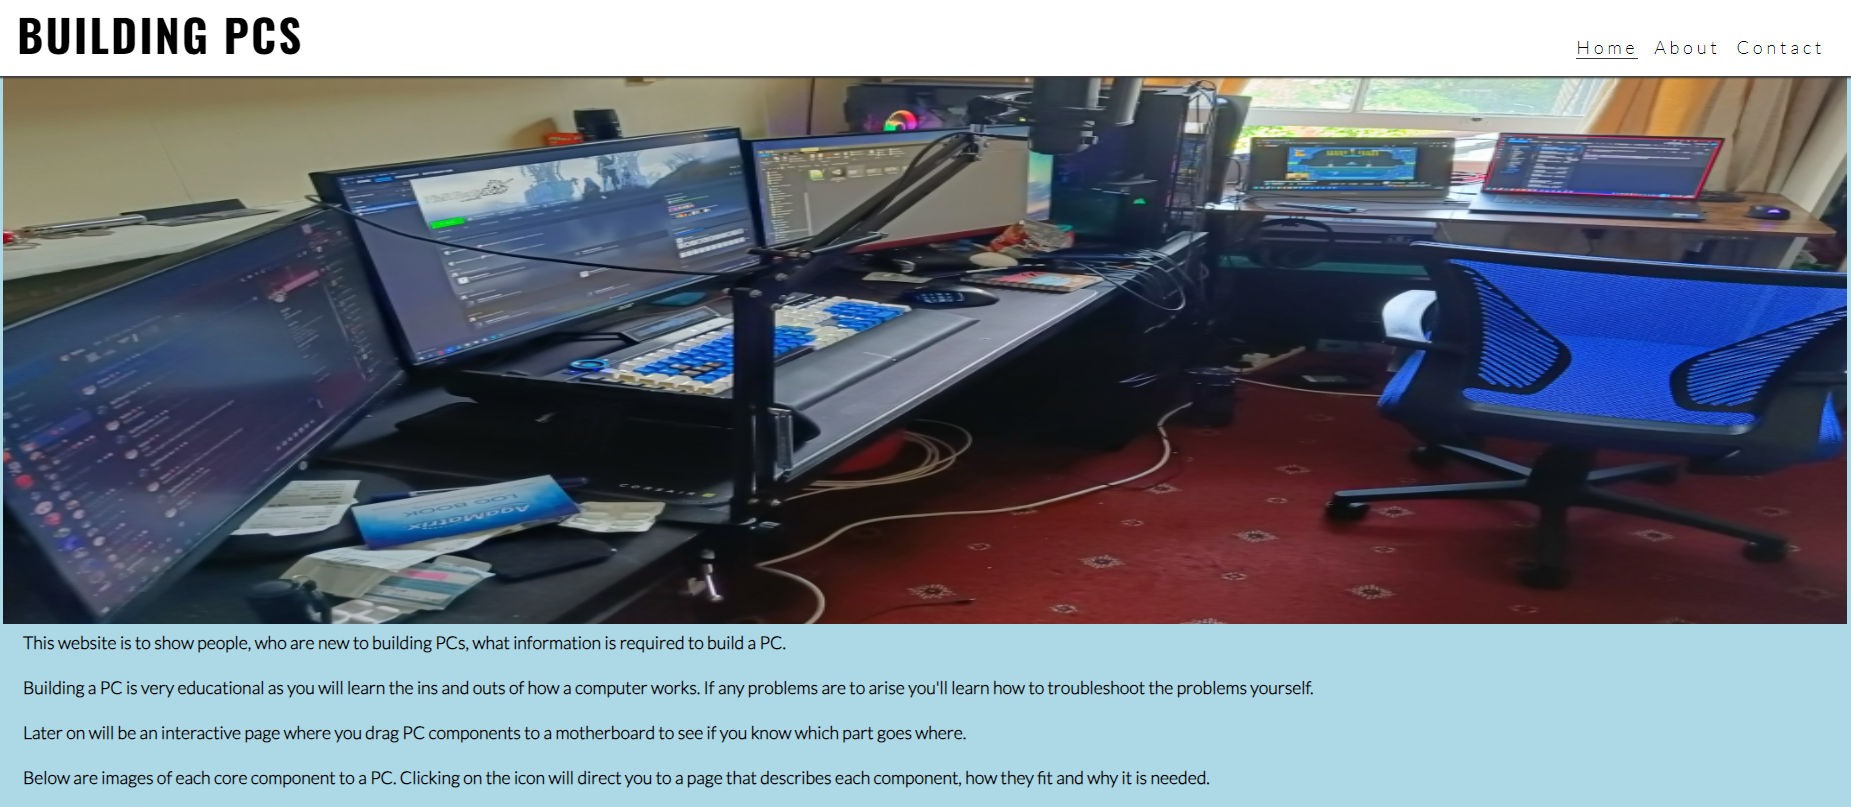 BUILDING PCS
Home About Contact
CORSAIR
LOG BOOK
AgaMatrix
This website is to show people, who are new to building PCs, what information is required to build a PC.
Building a PC is very educational as you will learn the ins and outs of how a computer works. If any problems are to arise you'll learn how to troubleshoot the problems yourself.
Later on will be an interactive page where you drag PC components to a motherboard to see if you know which part goes where.
Below are images of each core component to a PC. Clicking on the icon will direct you to a page that describes each component, how they fit and why it is needed.